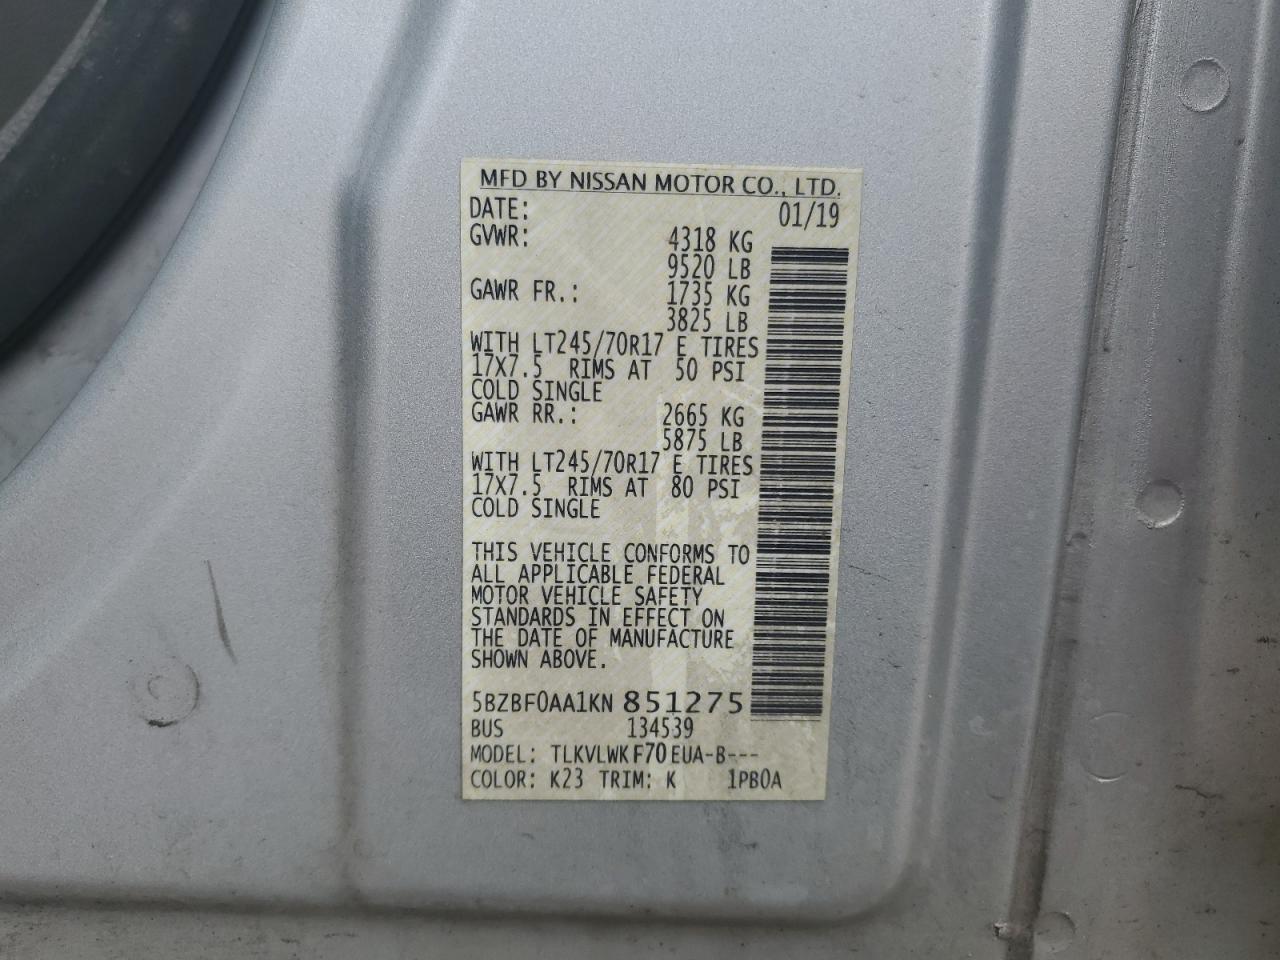 MFD BY NISSAN MOTOR CO., LTD.
DATE: 01/19
GVWR: 4318 KG
9520 LB
GAWR FR.: 1735 KG
3825 LB
WITH LT245/70R17 E TIRES
17X7.5 RIMS AT 50 PSI
COLD SINGLE
GAWR RR.: 2665 KG
5875 LB
WITH LT245/70R17 E TIRES
17X7.5 RIMS AT 80 PSI
COLD SINGLE
THIS VEHICLE CONFORMS TO
ALL APPLICABLE FEDERAL
MOTOR VEHICLE SAFETY
STANDARDS IN EFFECT ON
THE DATE OF MANUFACTURE
SHOWN ABOVE.
5BZBF0AA1KN 851275
BUS 134539
MODEL: TLKVLWKF70EUA-B---
COLOR: K23 TRIM: K 1PB0A